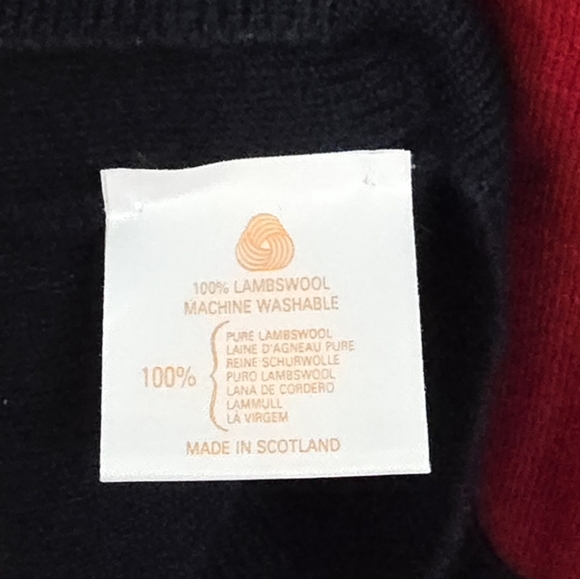 100% LAMBSWOOL
MACHINE WASHABLE
100%
PURE LAMBSWOOL
LAINE D'AGNEAU PURE
REINE SCHURWOLLE
PURO LAMBSWOOL
LANA DE CORDERO
LAMMULL
LÃ VIRGEM
MADE IN SCOTLAND